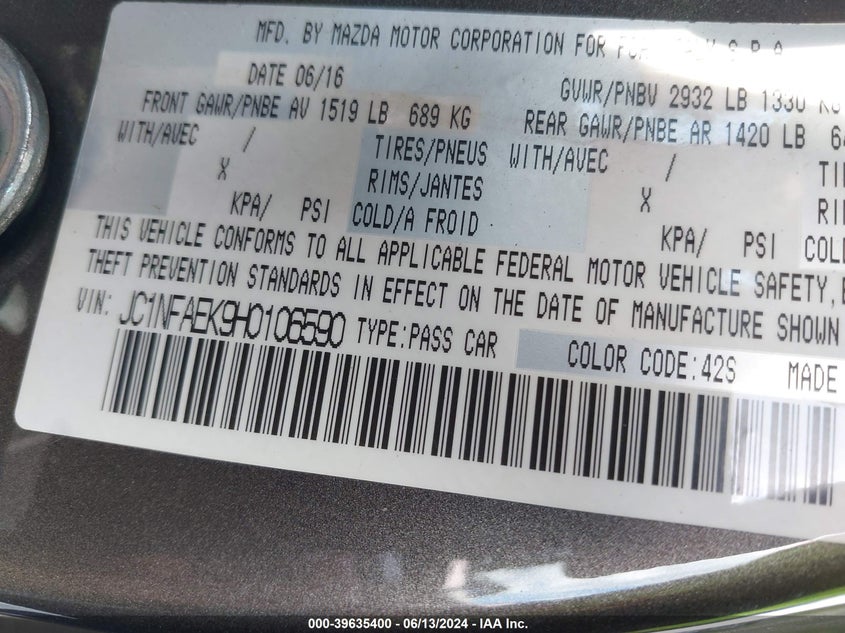 MFD. BY MAZDA MOTOR CORPORATION FOR
DATE 06/16 GVWR/PNBV 2932 LB 1330 KG
FRONT GAWR/PNBE AV 1519 LB 689 KG REAR GAWR/PNBE AR 1420 LB
WITH/AVEC / TIRES/PNEUS WITH/AVEC /
X RIMS/JANTES X
KPA/ PSI COLD/A FROID KPA/ PSI
THIS VEHICLE CONFORMS TO ALL APPLICABLE FEDERAL MOTOR VEHICLE SAFETY,
THEFT PREVENTION STANDARDS IN EFFECT ON THE DATE OF MANUFACTURE SHOWN
VIN: JC1NFAEK9H0106590 TYPE:PASS CAR COLOR CODE:42S MADE
000-39635400 - 06/13/2024 - IAA Inc.